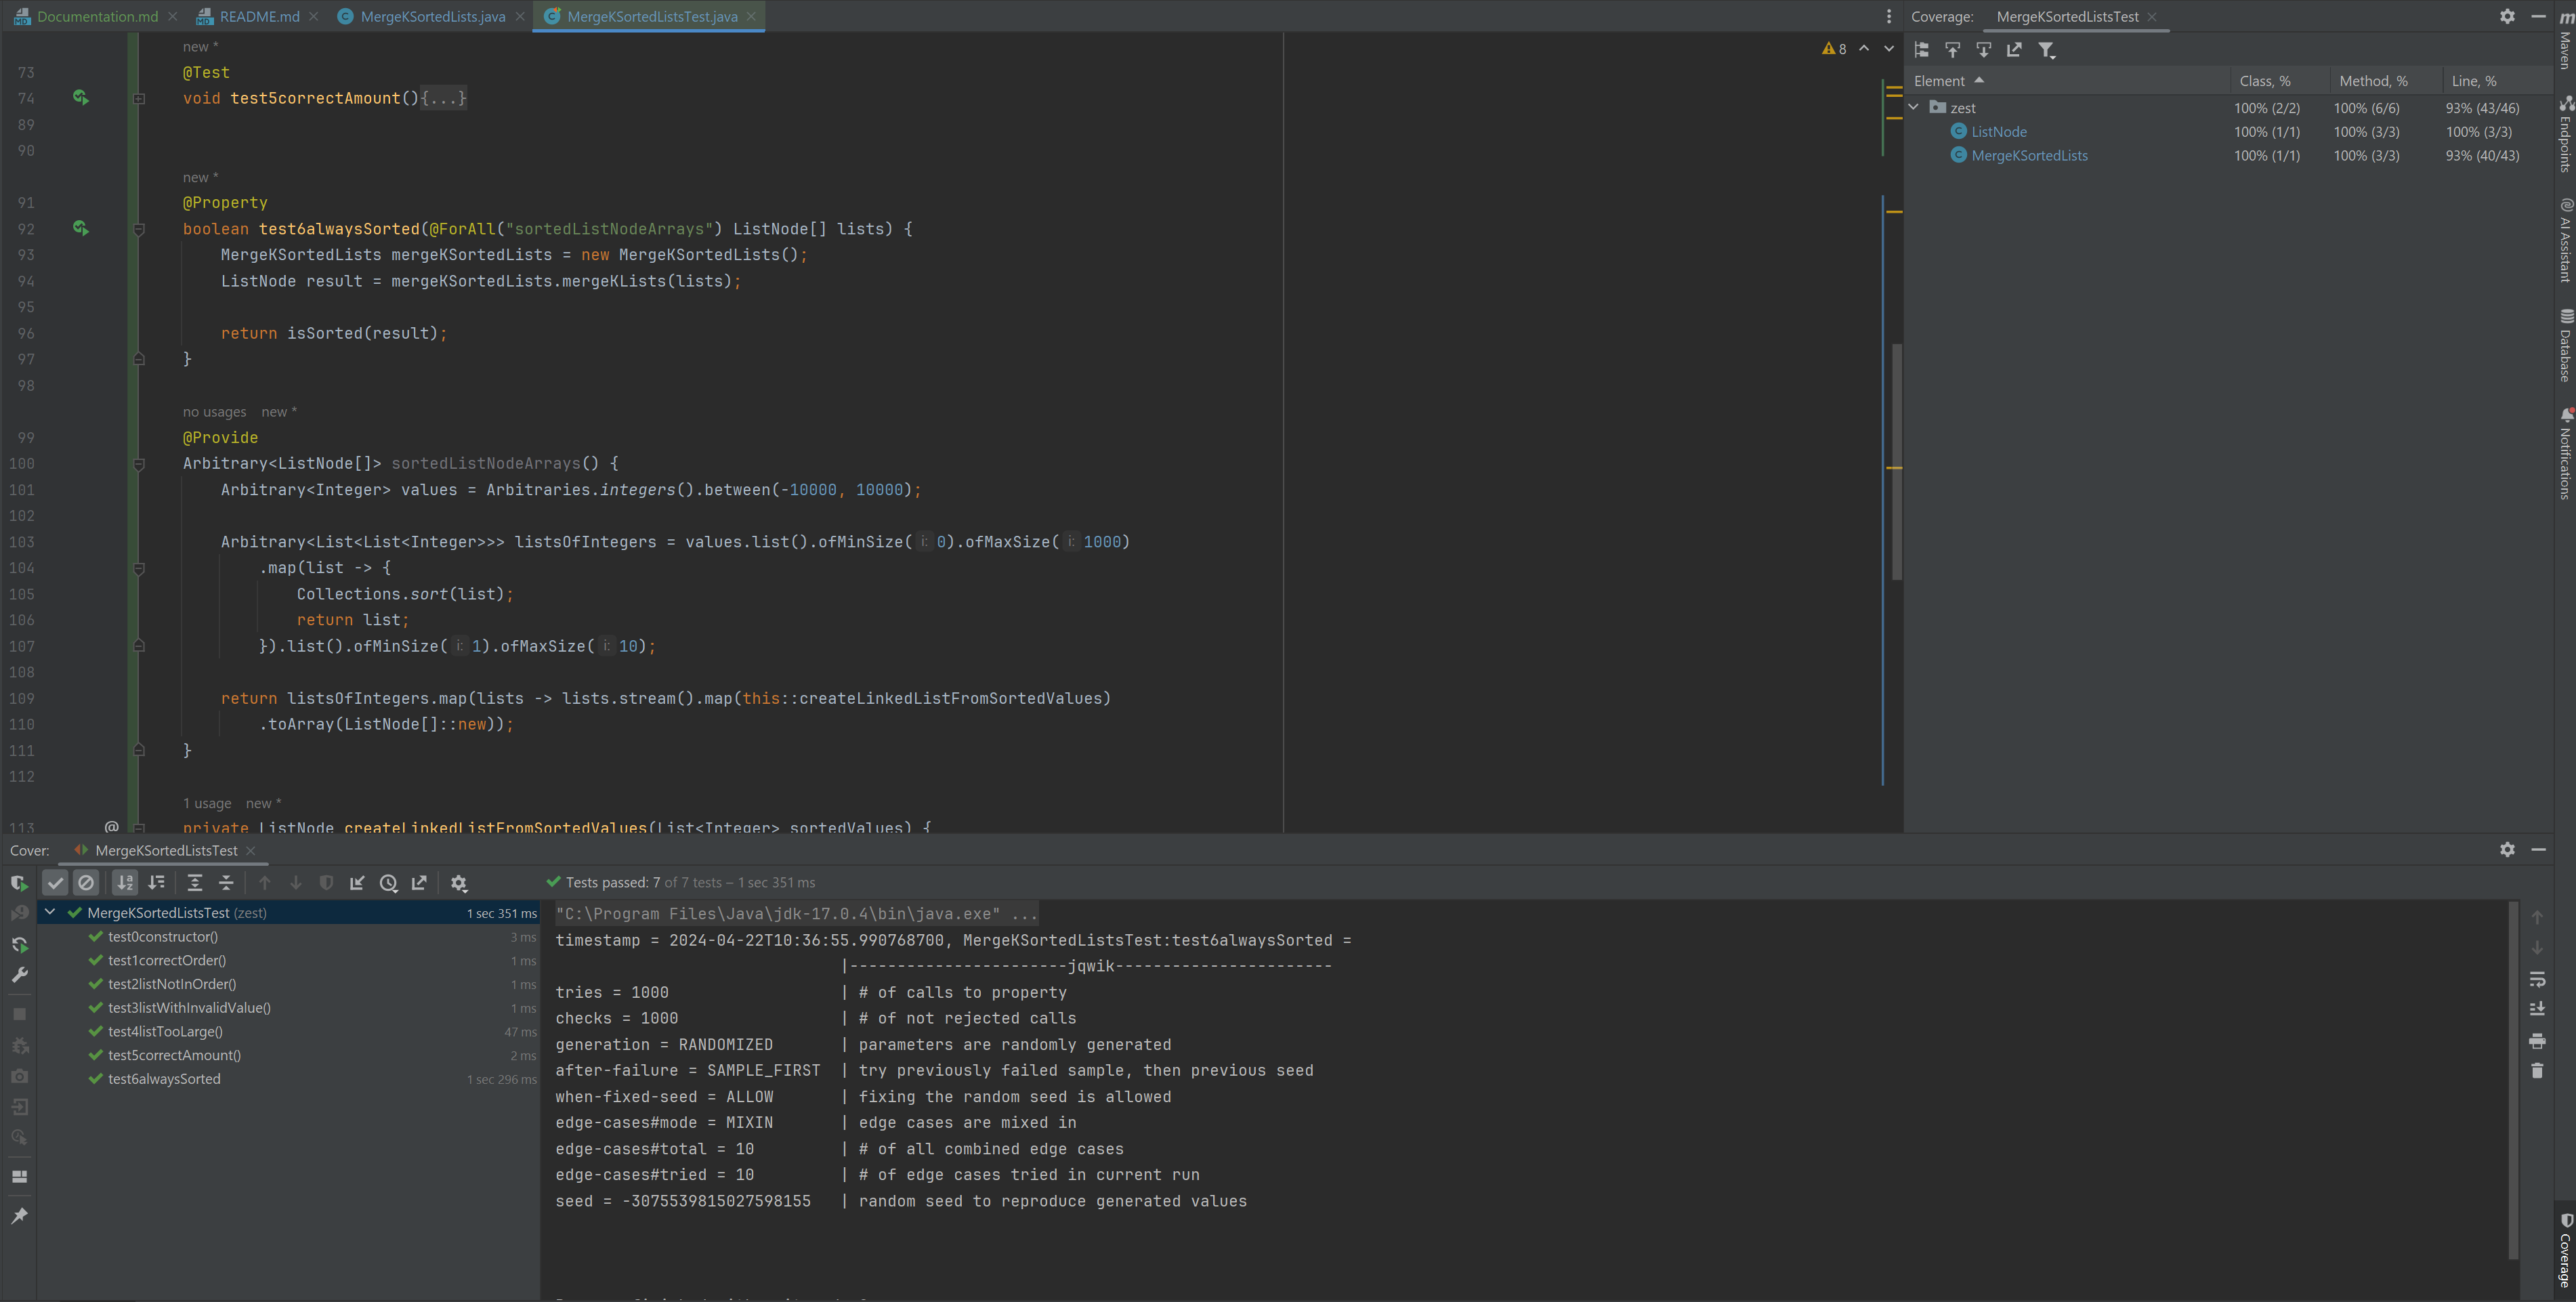 Documentation.md
README.md
MergeKSortedLists.java
MergeKSortedListsTest.java
new *
8
73 @Test
74 void test5correctAmount(){...}
89
90
new *
91 @Property
92 boolean test6alwaysSorted(@ForAll("sortedListNodeArrays") ListNode[] lists) {
93 MergeKSortedLists mergeKSortedLists = new MergeKSortedLists();
94 ListNode result = mergeKSortedLists.mergeKLists(lists);
95
96 return isSorted(result);
97 }
98
no usages new *
99 @Provide
100 Arbitrary<ListNode[]> sortedListNodeArrays() {
101 Arbitrary<Integer> values = Arbitraries.integers().between(-10000, 10000);
102
103 Arbitrary<List<List<Integer>>> listsOfIntegers = values.list().ofMinSize( i: 0).ofMaxSize( i: 1000)
104 .map(list -> {
105 Collections.sort(list);
106 return list;
107 }).list().ofMinSize( i: 1).ofMaxSize( i: 10);
108
109 return listsOfIntegers.map(lists -> lists.stream().map(this::createLinkedListFromSortedValues)
110 .toArray(ListNode[]::new));
111 }
112
1 usage new *
113 @ private ListNode createLinkedListFromSortedValues(List<Integer> sortedValues) {
Coverage: MergeKSortedListsTest
Element Class, % Method, % Line, %
zest 100% (2/2) 100% (6/6) 93% (43/46)
ListNode 100% (1/1) 100% (3/3) 100% (3/3)
MergeKSortedLists 100% (1/1) 100% (3/3) 93% (40/43)
Maven
Endpoints
AI Assistant
Database
Notifications
Coverage
Cover: MergeKSortedListsTest
Tests passed: 7 of 7 tests – 1 sec 351 ms
MergeKSortedListsTest (zest) 1 sec 351 ms
test0constructor() 3 ms
test1correctOrder() 1 ms
test2listNotInOrder() 1 ms
test3listWithInvalidValue() 1 ms
test4listTooLarge() 47 ms
test5correctAmount() 2 ms
test6alwaysSorted 1 sec 296 ms
"C:\Program Files\Java\jdk-17.0.4\bin\java.exe" ...
timestamp = 2024-04-22T10:36:55.990768700, MergeKSortedListsTest:test6alwaysSorted =
|-----------------------jqwik-----------------------
tries = 1000 | # of calls to property
checks = 1000 | # of not rejected calls
generation = RANDOMIZED | parameters are randomly generated
after-failure = SAMPLE_FIRST | try previously failed sample, then previous seed
when-fixed-seed = ALLOW | fixing the random seed is allowed
edge-cases#mode = MIXIN | edge cases are mixed in
edge-cases#total = 10 | # of all combined edge cases
edge-cases#tried = 10 | # of edge cases tried in current run
seed = -3075539815027598155 | random seed to reproduce generated values